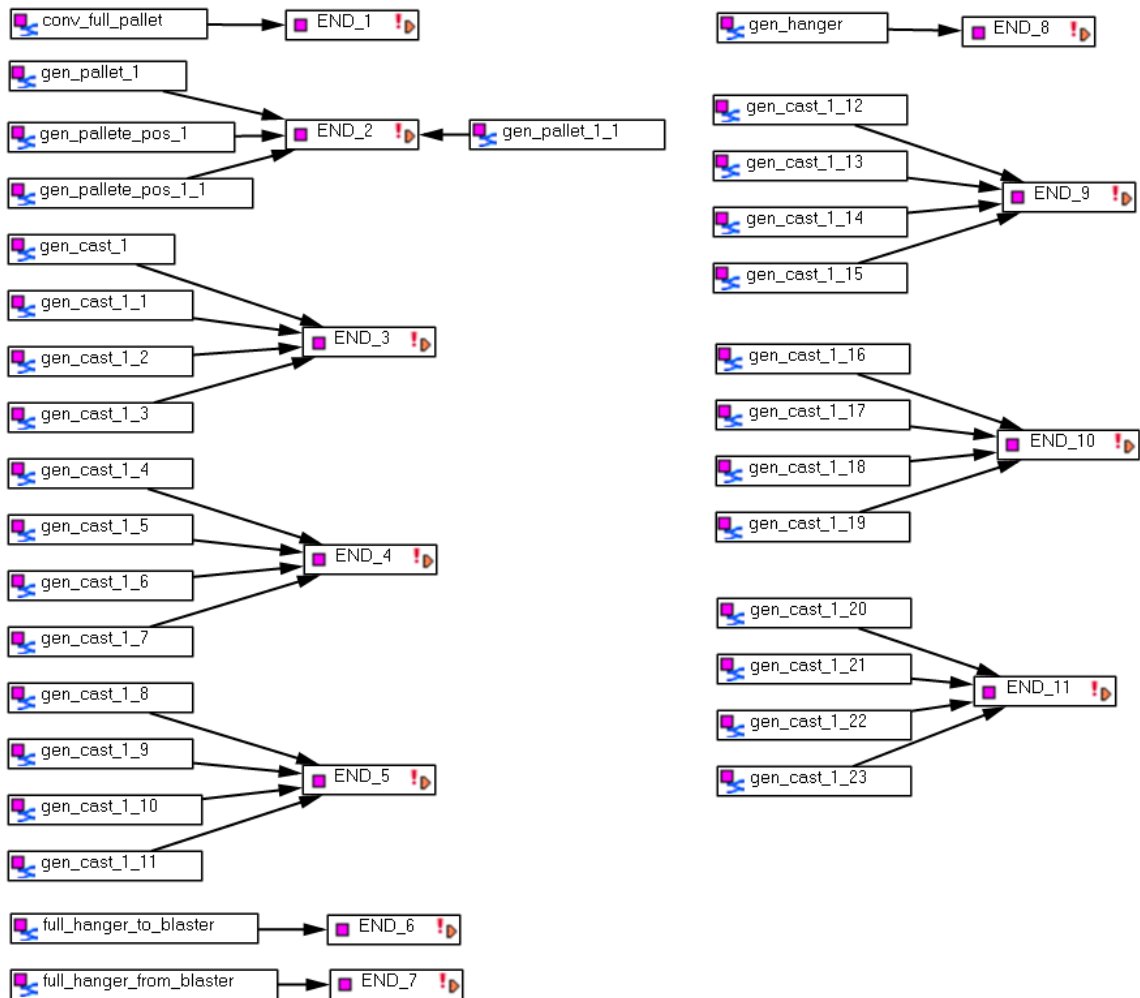 conv_full_pallet
END_1
gen_pallet_1
gen_pallete_pos_1
END_2
gen_pallet_1_1
gen_pallete_pos_1_1
gen_cast_1
gen_cast_1_1
gen_cast_1_2
END_3
gen_cast_1_3
gen_cast_1_4
gen_cast_1_5
gen_cast_1_6
END_4
gen_cast_1_7
gen_cast_1_8
gen_cast_1_9
gen_cast_1_10
END_5
gen_cast_1_11
full_hanger_to_blaster
END_6
full_hanger_from_blaster
END_7
gen_hanger
END_8
gen_cast_1_12
gen_cast_1_13
gen_cast_1_14
END_9
gen_cast_1_15
gen_cast_1_16
gen_cast_1_17
gen_cast_1_18
END_10
gen_cast_1_19
gen_cast_1_20
gen_cast_1_21
gen_cast_1_22
END_11
gen_cast_1_23